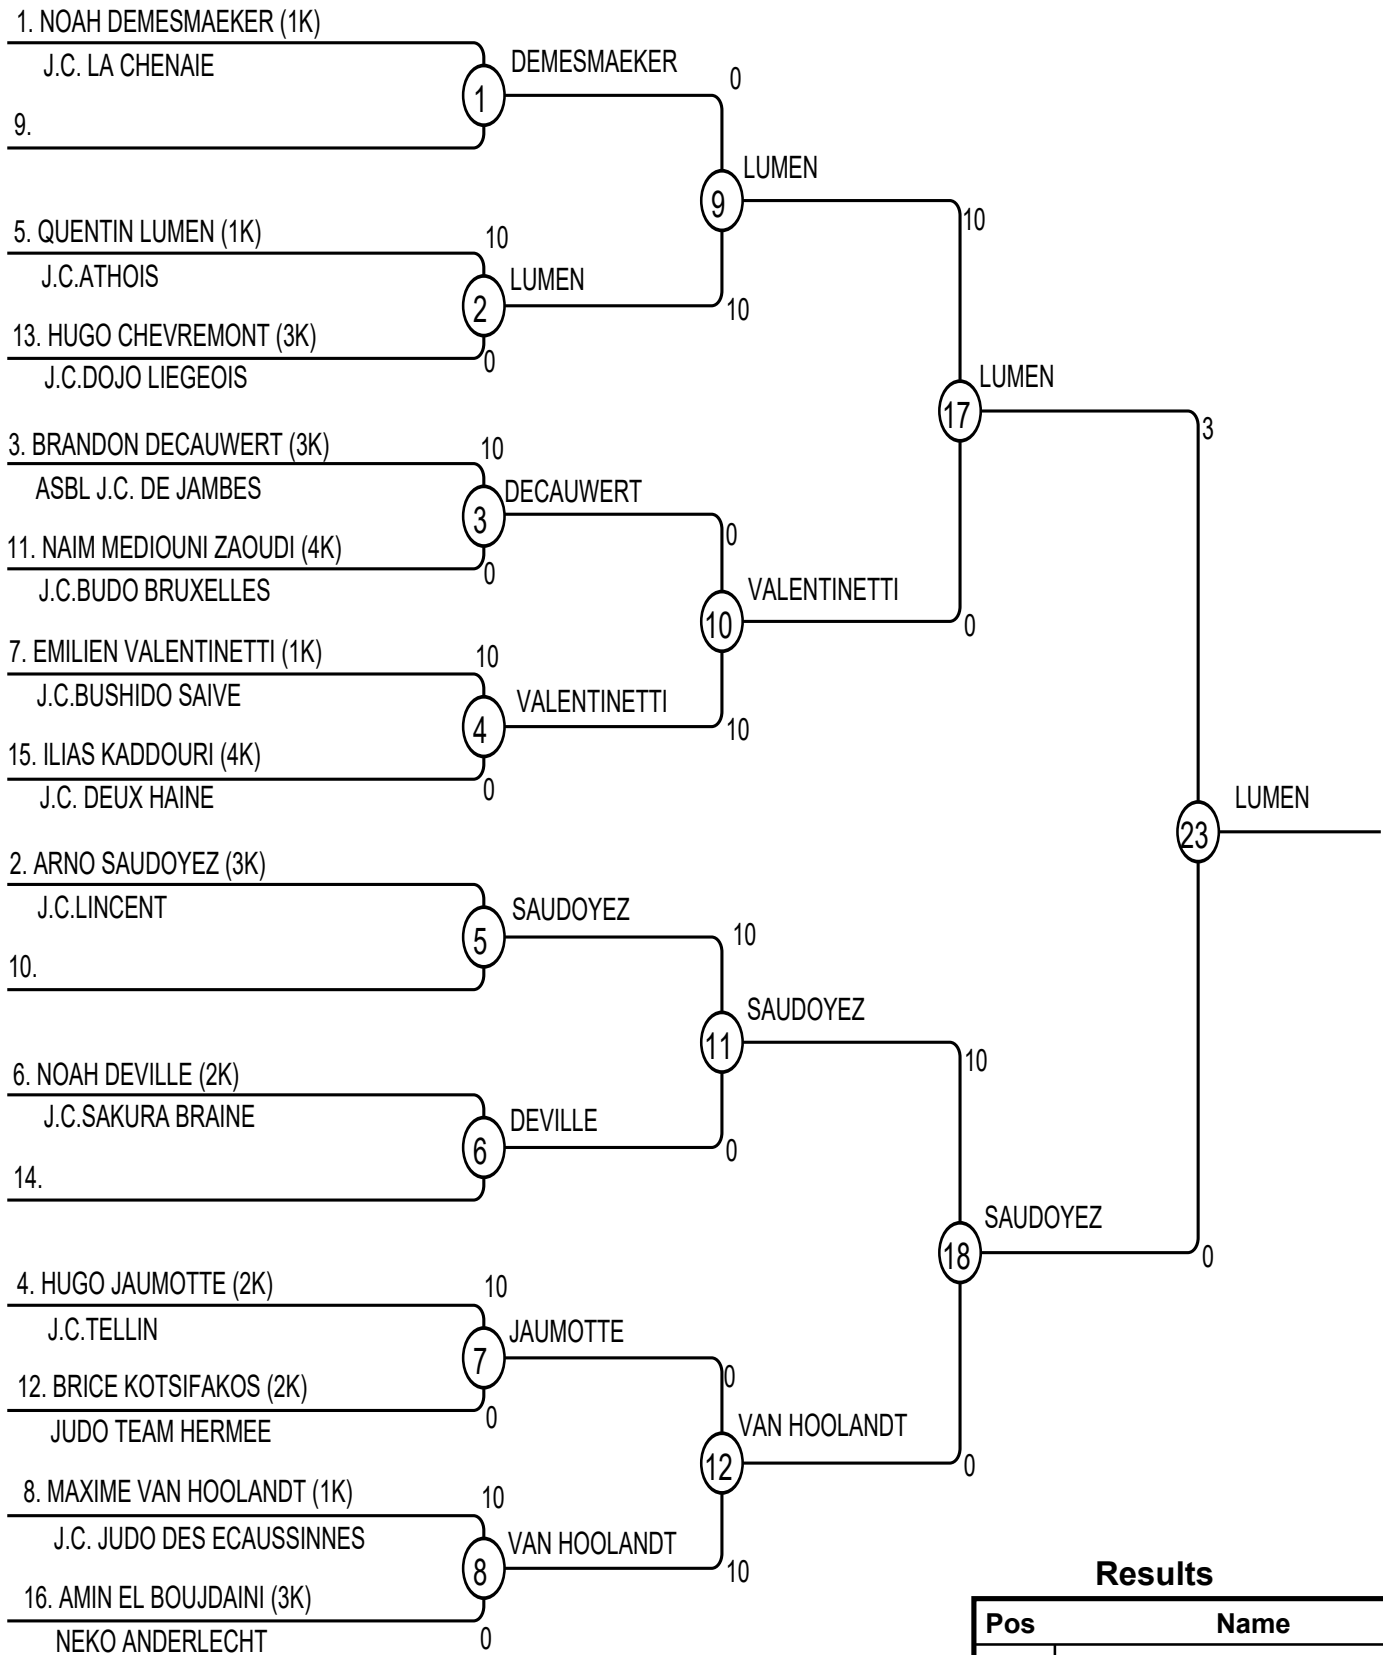 1. NOAH DEMESMAEKER (1K)
J.C. LA CHENAIE
9.
1
DEMESMAEKER
0
5. QUENTIN LUMEN (1K)
J.C.ATHOIS
10
13. HUGO CHEVREMONT (3K)
J.C.DOJO LIEGEOIS
0
2
LUMEN
10
9
LUMEN
10
3. BRANDON DECAUWERT (3K)
ASBL J.C. DE JAMBES
10
11. NAIM MEDIOUNI ZAOUDI (4K)
J.C.BUDO BRUXELLES
0
3
DECAUWERT
0
7. EMILIEN VALENTINETTI (1K)
J.C.BUSHIDO SAIVE
10
15. ILIAS KADDOURI (4K)
J.C. DEUX HAINE
0
4
VALENTINETTI
10
10
VALENTINETTI
0
17
LUMEN
3
2. ARNO SAUDOYEZ (3K)
J.C.LINCENT
10.
5
SAUDOYEZ
10
6. NOAH DEVILLE (2K)
J.C.SAKURA BRAINE
14.
6
DEVILLE
0
11
SAUDOYEZ
10
4. HUGO JAUMOTTE (2K)
J.C.TELLIN
10
12. BRICE KOTSIFAKOS (2K)
JUDO TEAM HERMEE
0
7
JAUMOTTE
0
8. MAXIME VAN HOOLANDT (1K)
J.C. JUDO DES ECAUSSINNES
10
16. AMIN EL BOUJDAINI (3K)
NEKO ANDERLECHT
0
8
VAN HOOLANDT
10
12
VAN HOOLANDT
0
18
SAUDOYEZ
0
23
LUMEN
Results
Pos Name